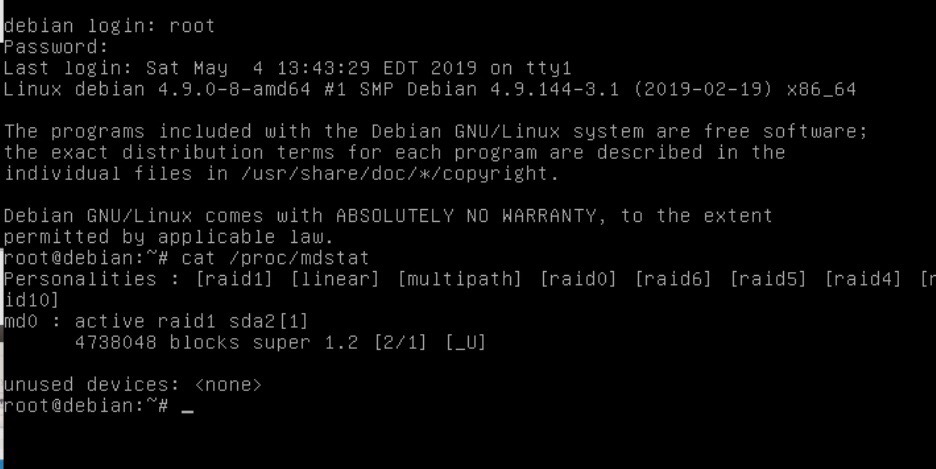 debian login: root
Password:
Last login: Sat May  4 13:43:29 EDT 2019 on tty1
Linux debian 4.9.0-8-amd64 #1 SMP Debian 4.9.144-3.1 (2019-02-19) x86_64

The programs included with the Debian GNU/Linux system are free software;
the exact distribution terms for each program are described in the
individual files in /usr/share/doc/*/copyright.

Debian GNU/Linux comes with ABSOLUTELY NO WARRANTY, to the extent
permitted by applicable law.
root@debian:~# cat /proc/mdstat
Personalities : [raid1] [linear] [multipath] [raid0] [raid6] [raid5] [raid4] [r
id10]
md0 : active raid1 sda2[1]
      4738048 blocks super 1.2 [2/1] [_U]

unused devices: <none>
root@debian:~# _